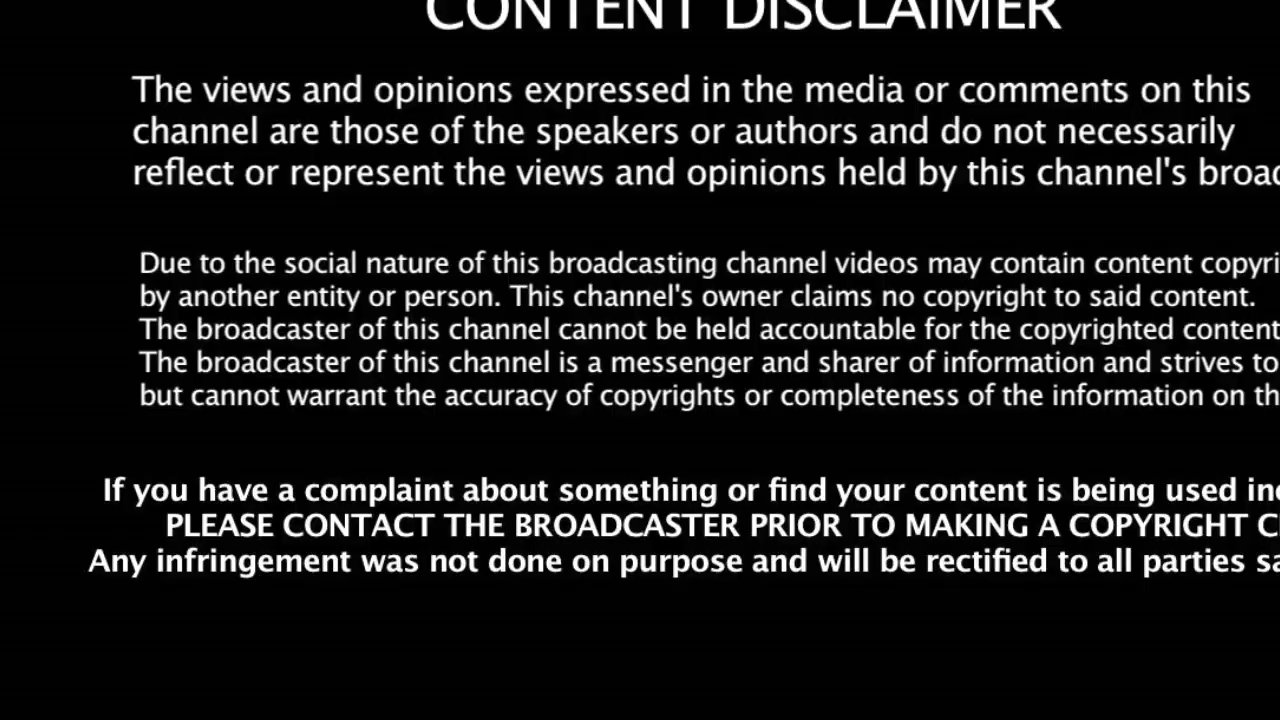 CONTENT DISCLAIMER
The views and opinions expressed in the media or comments on this
channel are those of the speakers or authors and do not necessarily
reflect or represent the views and opinions held by this channel's
Due to the social nature of this broadcasting channel videos may contain content
by another entity or person. This channel's owner claims no copyright to said content.
The broadcaster of this channel cannot be held accountable for the copyrighted content
The broadcaster of this channel is a messenger and sharer of information and strives to
but cannot warrant the accuracy of copyrights or completeness of the information on
If you have a complaint about something or find your content is being used
PLEASE CONTACT THE BROADCASTER PRIOR TO MAKING A COPYRIGHT
Any infringement was not done on purpose and will be rectified to all parties